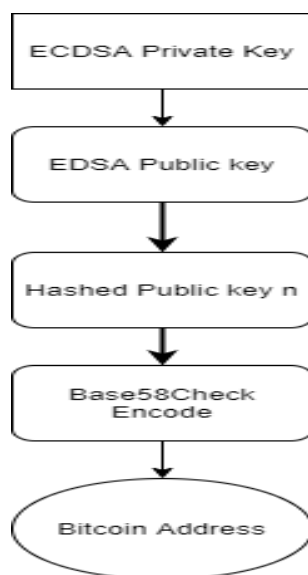 ECDSA Private Key
EDSA Public key
Hashed Public key n
Base58Check
Encode
Bitcoin Address